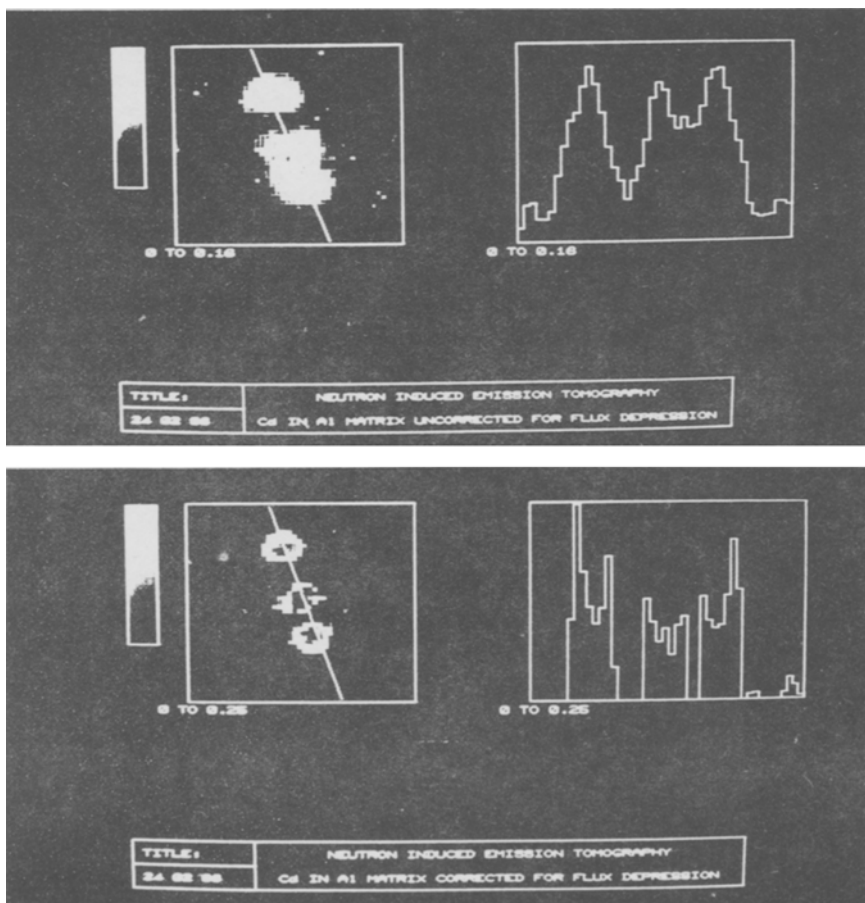 0 TO 0.16
0 TO 0.16
TITLE:
NEUTRON INDUCED EMISSION TOMOGRAPHY
24 02 86
Cd IN Al MATRIX UNCORRECTED FOR FLUX DEPRESSION
0 TO 0.25
0 TO 0.25
TITLE:
NEUTRON INDUCED EMISSION TOMOGRAPHY
24 02 86
Cd IN Al MATRIX CORRECTED FOR FLUX DEPRESSION